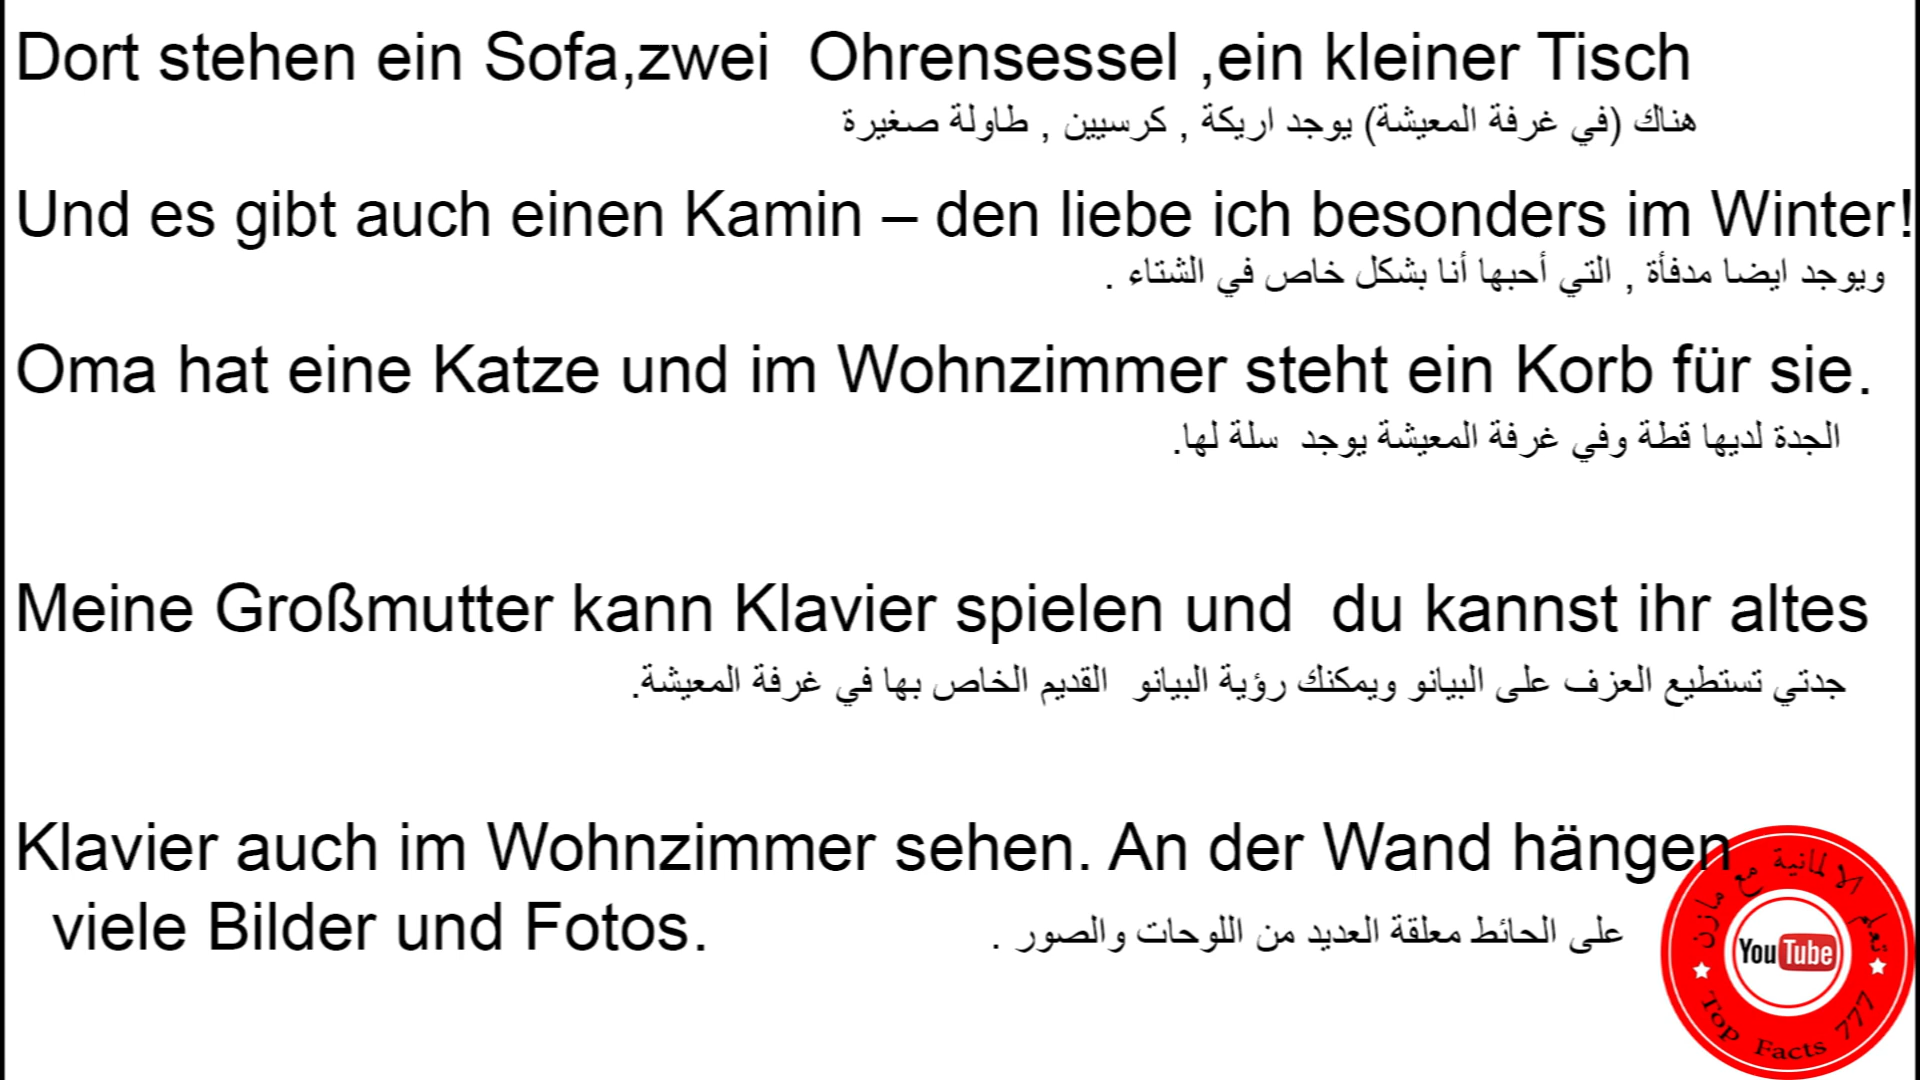 Dort stehen ein Sofa,zwei  Ohrensessel ,ein kleiner Tisch
هناك (في غرفة المعيشة) يوجد اريكة , كرسيين , طاولة صغيرة
Und es gibt auch einen Kamin – den liebe ich besonders im Winter!
ويوجد ايضا مدفأة , التي أحبها أنا بشكل خاص في الشتاء .
Oma hat eine Katze und im Wohnzimmer steht ein Korb für sie.
الجدة لديها قطة وفي غرفة المعيشة يوجد  سلة لها.
Meine Großmutter kann Klavier spielen und  du kannst ihr altes
جدتي تستطيع العزف على البيانو ويمكنك رؤية البيانو  القديم الخاص بها في غرفة المعيشة.
Klavier auch im Wohnzimmer sehen. An der Wand hängen
viele Bilder und Fotos.
على الحائط معلقة العديد من اللوحات والصور .
تعلم الالمانية مع مازن
YouTube
Top Facts 777